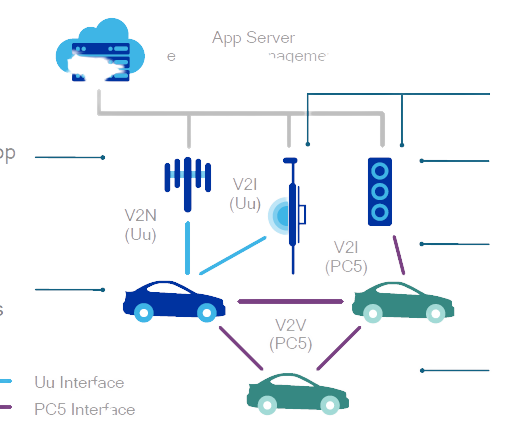 App Server
V2I
(Uu)
V2N
(Uu)
V2I
(PC5)
V2V
(PC5)
Uu Interface
PC5 Interface